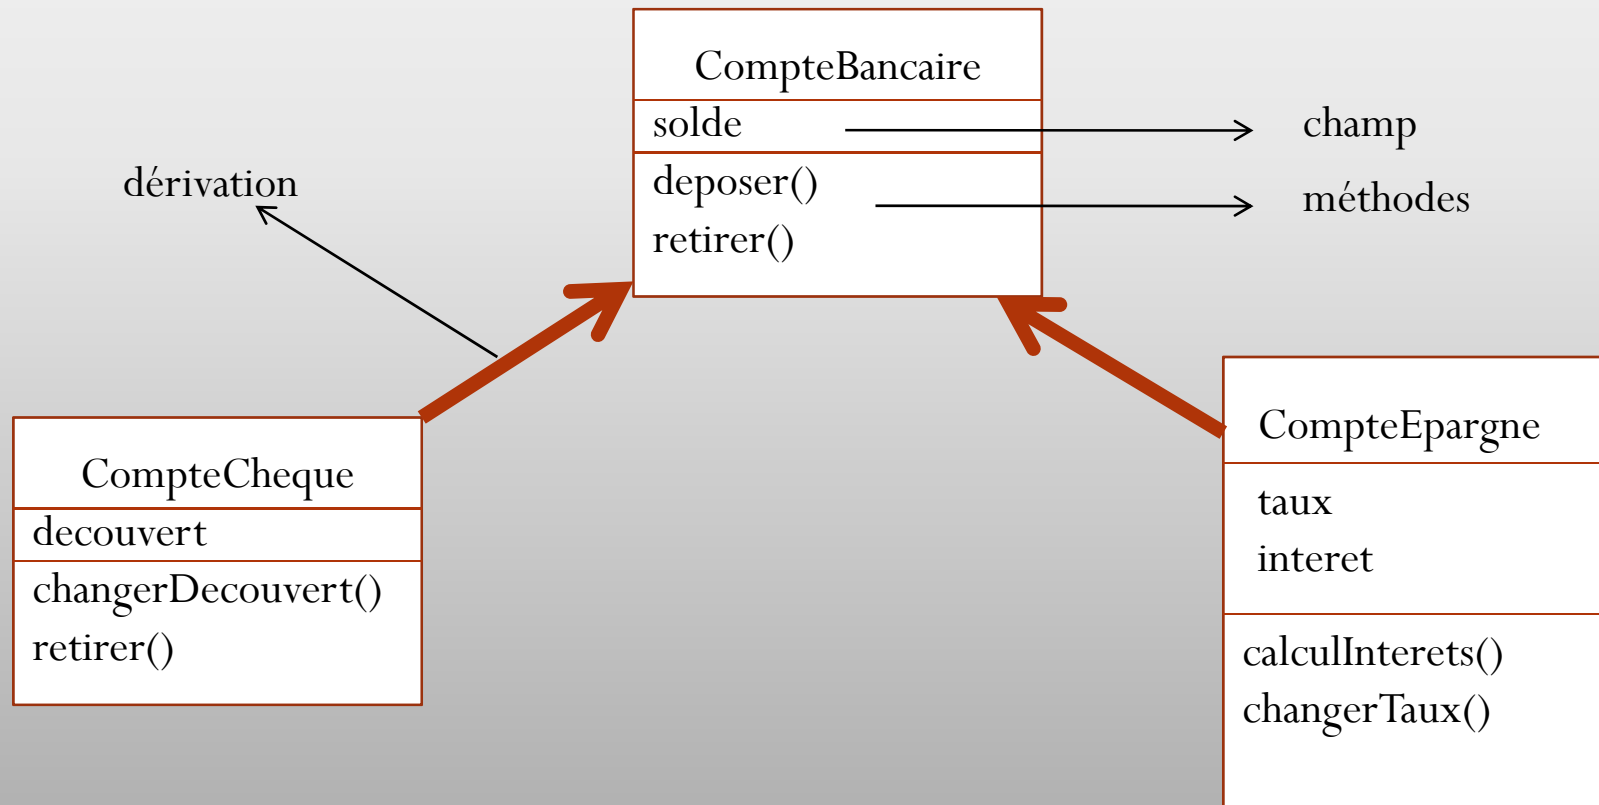 CompteBancaire
solde
champ
deposer()
méthodes
retirer()
dérivation
CompteCheque
decouvert
changerDecouvert()
retirer()
CompteEpargne
taux
interet
calculInterets()
changerTaux()